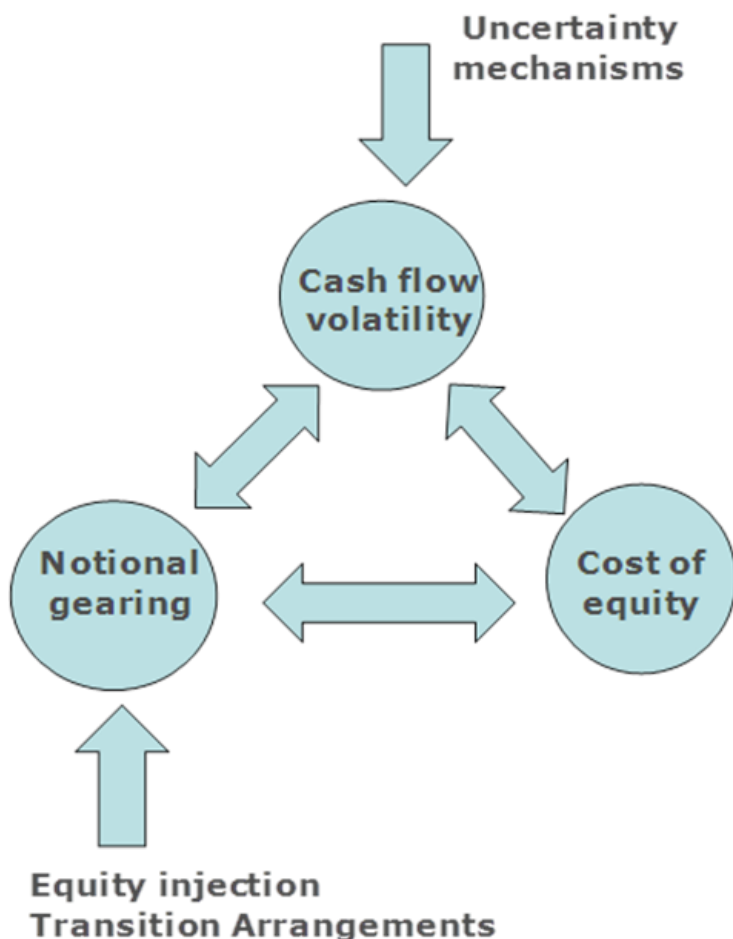 Uncertainty
mechanisms
Cash flow
volatility
Notional
gearing
Cost of
equity
Equity injection
Transition Arrangements